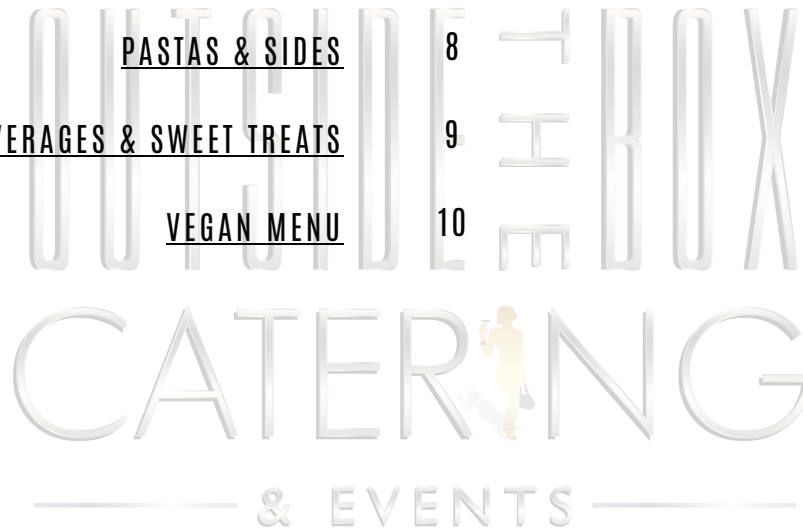 PASTAS & SIDES 8
VERAGES & SWEET TREATS 9
VEGAN MENU 10
OUTSIDE THE BOX
CATERING
& EVENTS